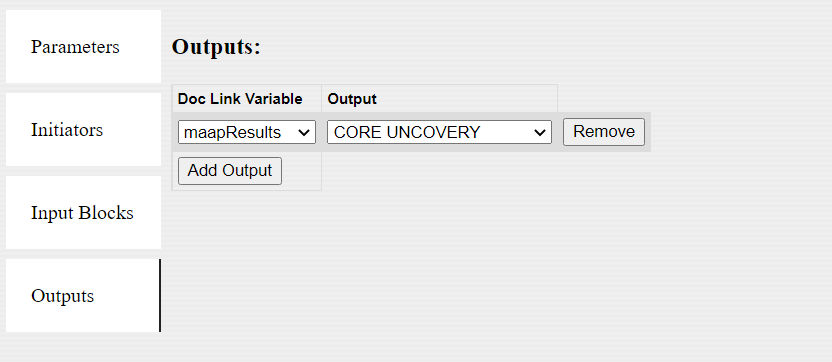 Parameters
Initiators
Input Blocks
Outputs
Outputs:
Doc Link Variable Output
maapResults CORE UNCOVERY Remove
Add Output